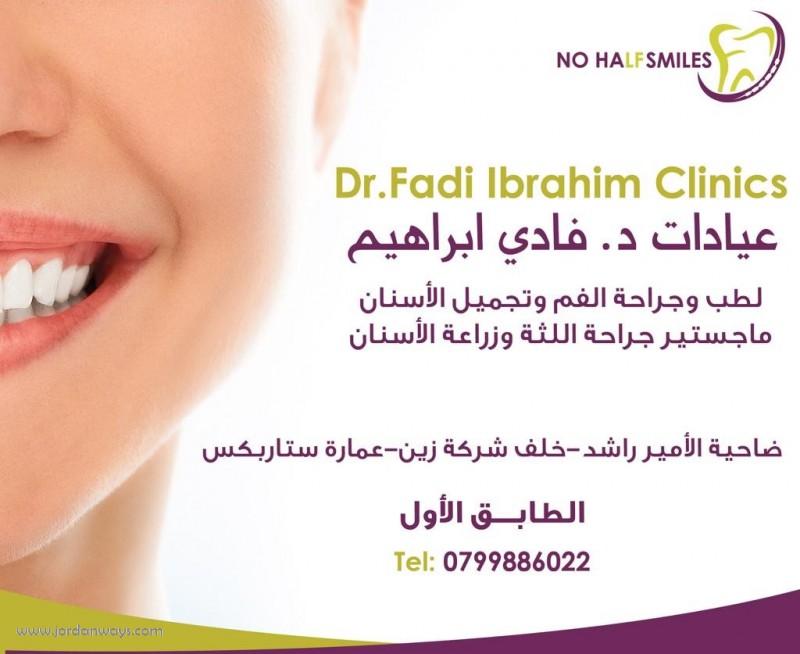 NO HALFSMILES
Dr.Fadi Ibrahim Clinics
عيادات د. فادي ابراهيم
لطب وجراحة الفم وتجميل الأسنان
ماجستير جراحة اللثة وزراعة الأسنان
ضاحية الأمير راشد-خلف شركة زين-عمارة ستاربكس
الطابـــق الأول
Tel: 0799886022
www.jordanways.com